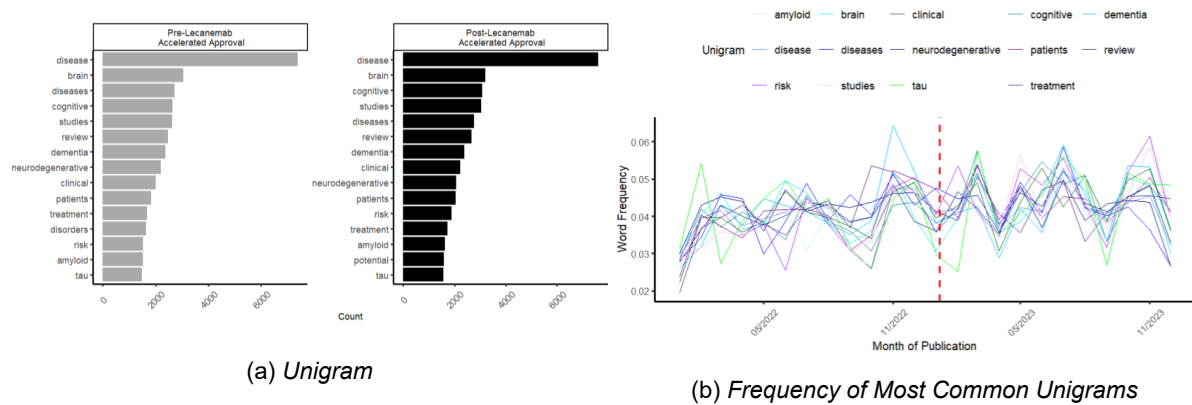 Pre-Lecanemab
Accelerated Approval
disease
brain
diseases
cognitive
studies
review
dementia
neurodegenerative
clinical
patients
treatment
disorders
risk
amyloid
tau
0
2000
4000
6000
Post-Lecanemab
Accelerated Approval
disease
brain
cognitive
studies
diseases
review
dementia
clinical
neurodegenerative
patients
risk
treatment
amyloid
potential
tau
0
2000
4000
6000
Count
(a) Unigram
Unigram
amyloid brain clinical cognitive dementia
disease diseases neurodegenerative patients review
risk studies tau treatment
Word Frequency
0.06
0.05
0.04
0.03
0.02
05/2022
11/2022
05/2023
11/2023
Month of Publication
(b) Frequency of Most Common Unigrams